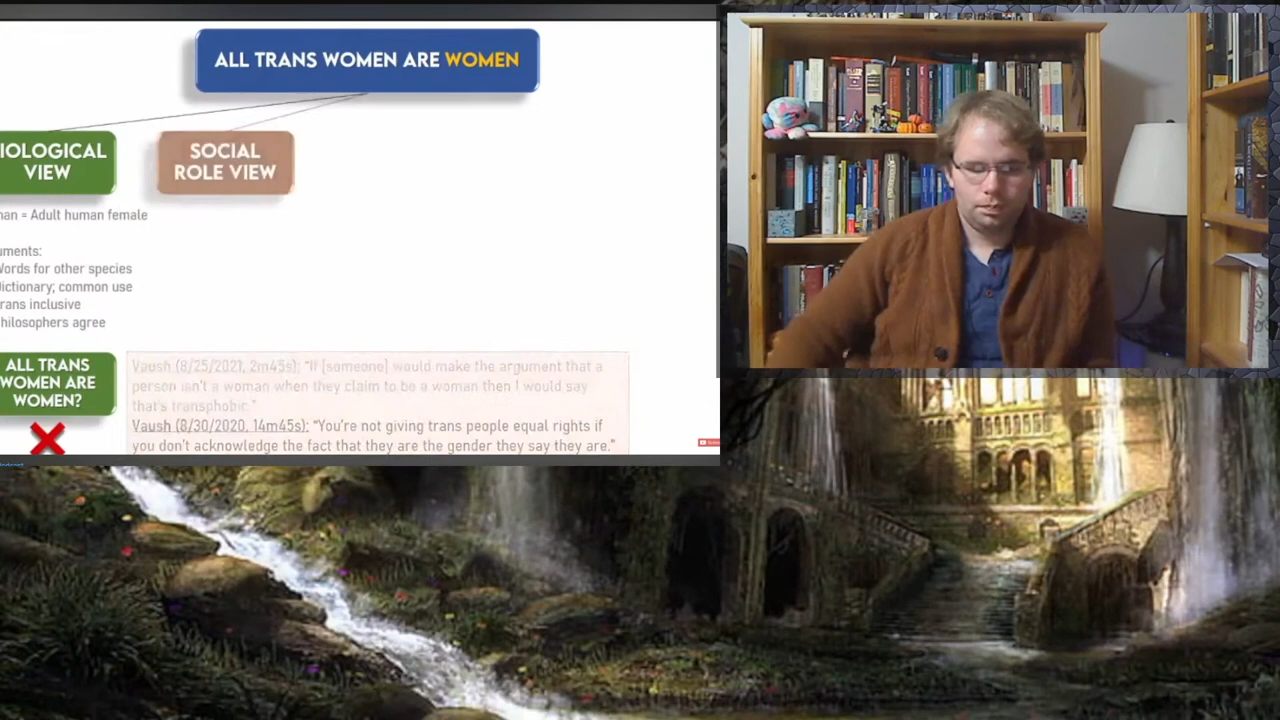 ALL TRANS WOMEN ARE WOMEN
IOLOGICAL
VIEW
SOCIAL
ROLE VIEW
nan = Adult human female
uments:
Words for other species
Dictionary; common use
rans inclusive
hilosophers agree
ALL TRANS
WOMEN ARE
WOMEN?
Vaush (8/25/2021, 2m45s): "If [someone] would make the argument that a
person isn't a woman when they claim to be a woman then I would say
that's transphobic."
Vaush (8/30/2020, 14m45s): "You're not giving trans people equal rights if
you don't acknowledge the fact that they are the gender they say they are."